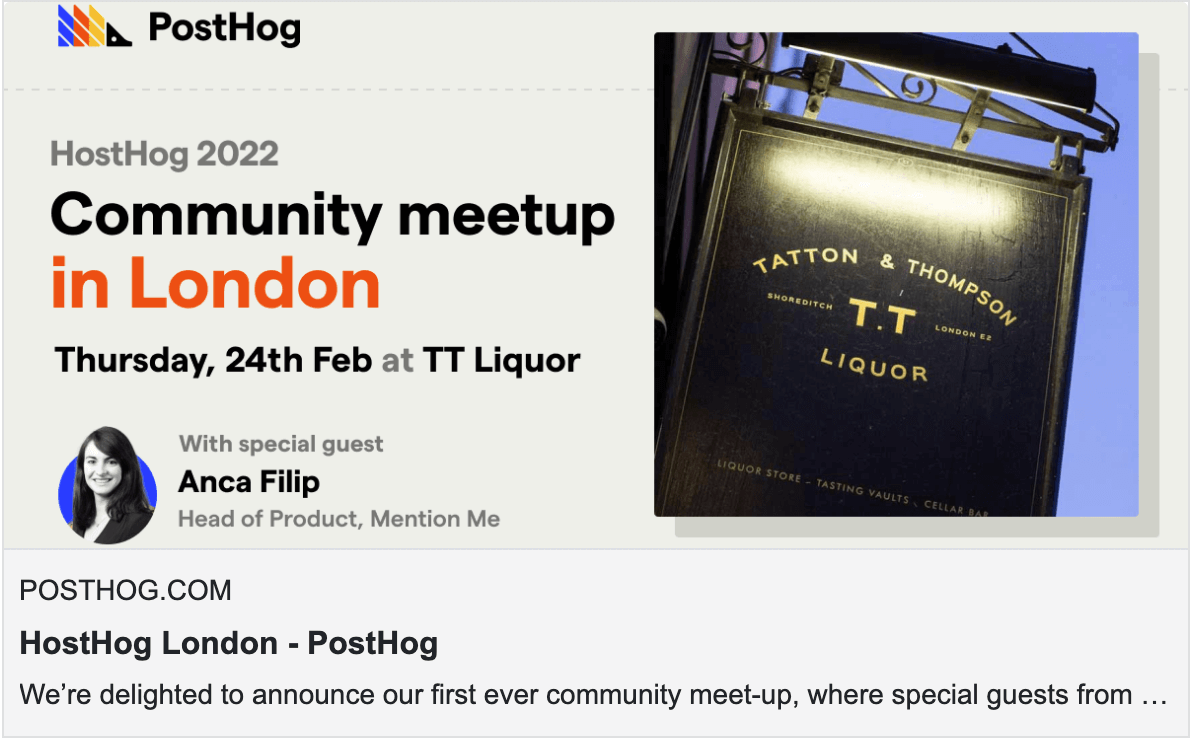 PostHog
HostHog 2022
Community meetup
in London
Thursday, 24th Feb at TT Liquor
With special guest
Anca Filip
Head of Product, Mention Me
TATTON & THOMPSON
SHOREDITCH T.T LONDON E2
LIQUOR
LIQUOR STORE - TASTING VAULTS - CELLAR BAR
POSTHOG.COM
HostHog London - PostHog
We’re delighted to announce our first ever community meet-up, where special guests from …